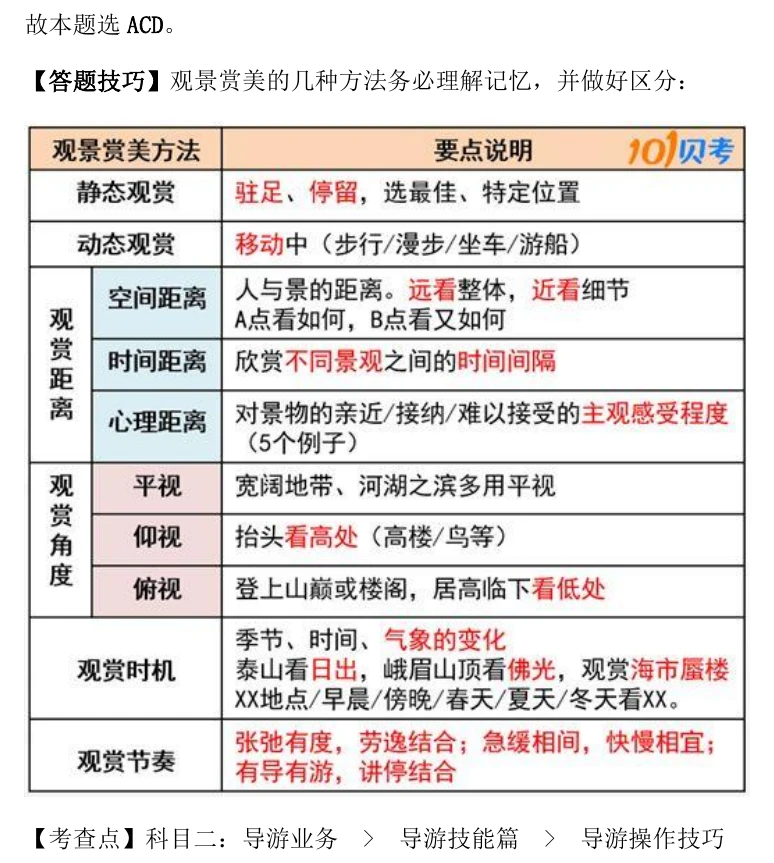 故本题选 ACD。
【答题技巧】观景赏美的几种方法务必理解记忆，并做好区分：
观景赏美方法 要点说明 101贝考
静态观赏 驻足、停留，选最佳、特定位置
动态观赏 移动中（步行/漫步/坐车/游船）
观赏距离
空间距离 人与景的距离。远看整体，近看细节
A点看如何，B点看又如何
时间距离 欣赏不同景观之间的时间间隔
心理距离 对景物的亲近/接纳/难以接受的主观感受程度
（5个例子）
观赏角度
平视 宽阔地带、河湖之滨多用平视
仰视 抬头看高处（高楼/鸟等）
俯视 登上山巅或楼阁，居高临下看低处
观赏时机
季节、时间、气象的变化
泰山看日出，峨眉山顶看佛光，观赏海市蜃楼
XX地点/早晨/傍晚/春天/夏天/冬天看XX。
观赏节奏
张弛有度，劳逸结合；急缓相间，快慢相宜；
有导有游，讲停结合
【考查点】科目二：导游业务 > 导游技能篇 > 导游操作技巧